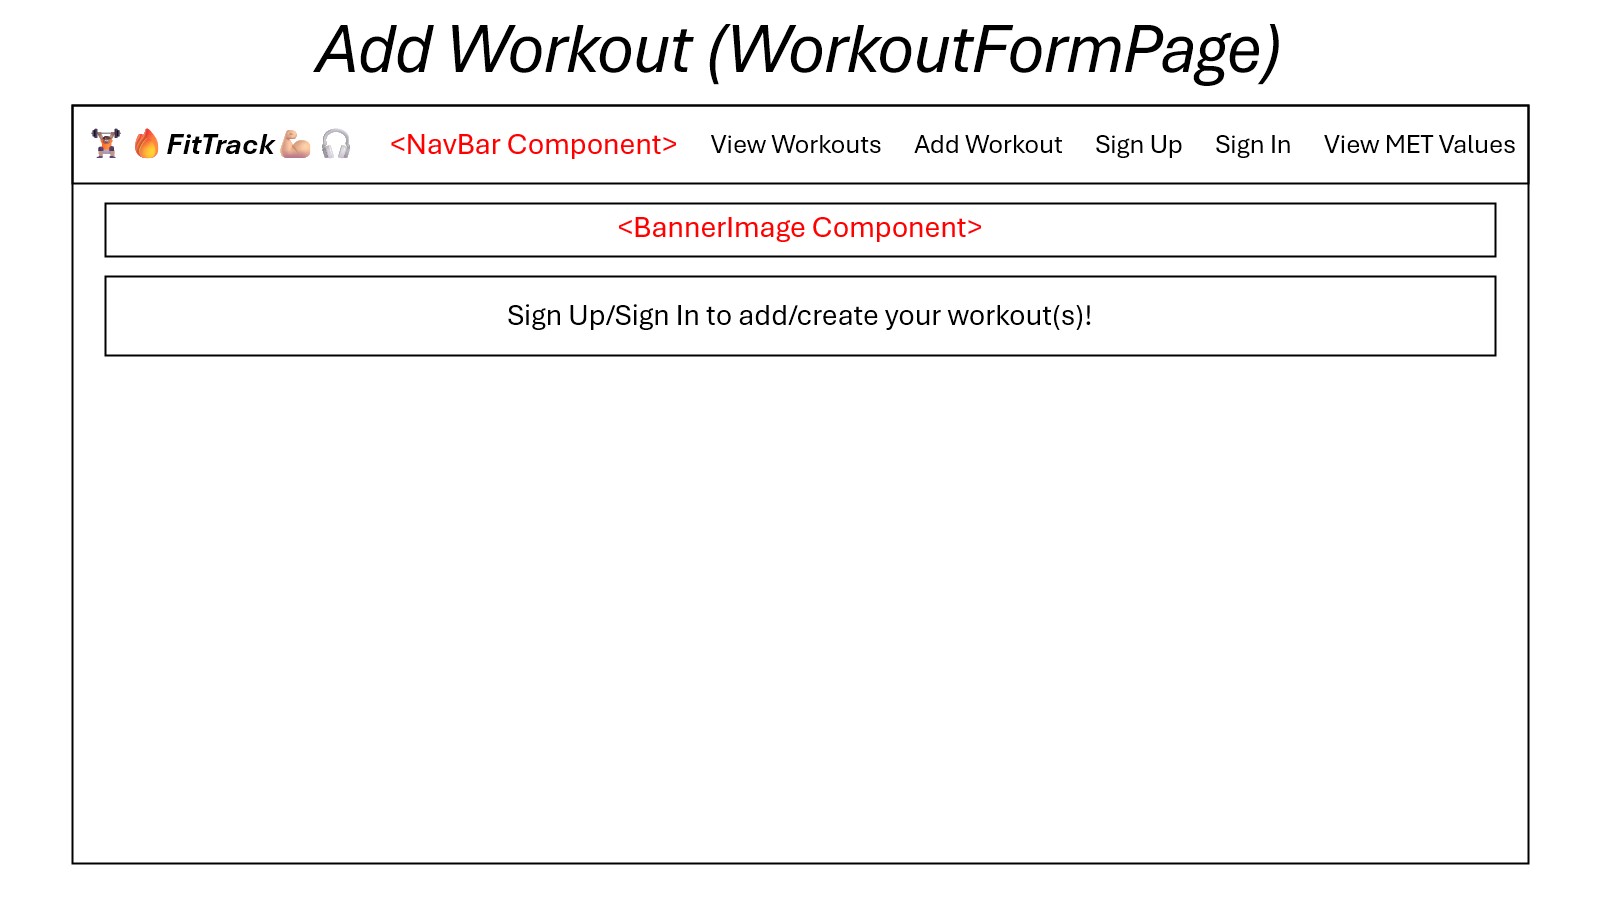 Add Workout (WorkoutFormPage)
🏋🏽 🔥 FitTrack 💪🏼 🎧 <NavBar Component> View Workouts Add Workout Sign Up Sign In View MET Values
<BannerImage Component>
Sign Up/Sign In to add/create your workout(s)!